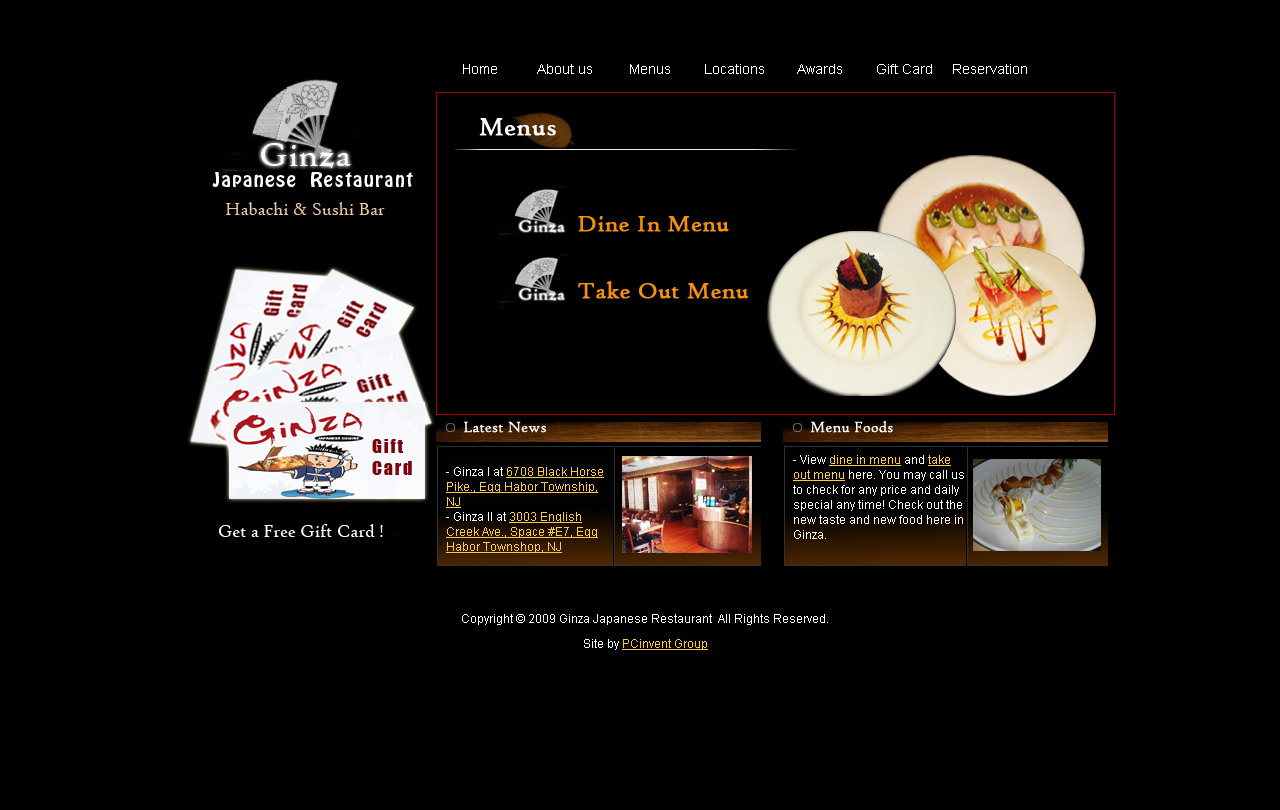 Home About us Menus Locations Awards Gift Card Reservation
Ginza
Japanese Restaurant
Habachi & Sushi Bar
Menus
Ginza Dine In Menu
Ginza Take Out Menu
Gift Card
Gift Card
GiNZA
Gift
Card
GiNZA
JAPANESE CUISINE
Gift
Card
Get a Free Gift Card !
Latest News
- Ginza I at 6708 Black Horse
Pike., Egg Habor Township,
NJ
- Ginza II at 3003 English
Creek Ave., Space #E7, Egg
Habor Townshop, NJ
Menu Foods
- View dine in menu and take
out menu here. You may call us
to check for any price and daily
special any time! Check out the
new taste and new food here in
Ginza.
Copyright © 2009 Ginza Japanese Restaurant All Rights Reserved.
Site by PCinvent Group